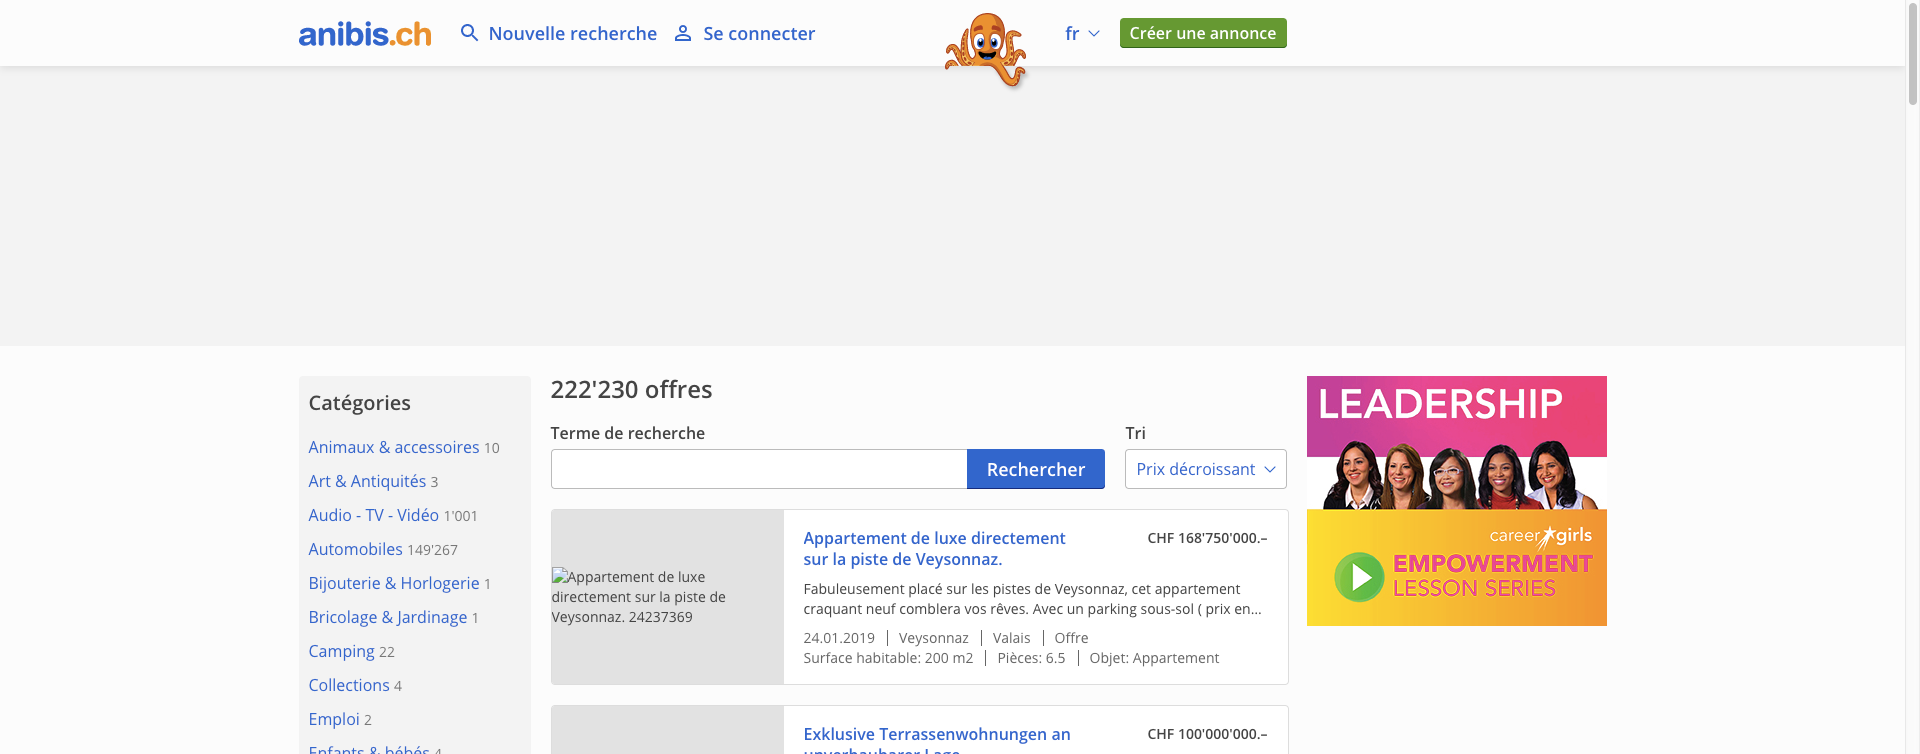 anibis.ch
Nouvelle recherche
Se connecter
fr
Créer une annonce
Catégories
Animaux & accessoires 10
Art & Antiquités 3
Audio - TV - Vidéo 1'001
Automobiles 149'267
Bijouterie & Horlogerie 1
Bricolage & Jardinage 1
Camping 22
Collections 4
Emploi 2
Enfants & bébés 4
222'230 offres
Terme de recherche
Rechercher
Tri
Prix décroissant
Appartement de luxe
directement sur la piste de
Veysonnaz. 24237369
Appartement de luxe directement
sur la piste de Veysonnaz.
CHF 168'750'000.–
Fabuleusement placé sur les pistes de Veysonnaz, cet appartement
craquant neuf comblera vos rêves. Avec un parking sous-sol ( prix en...
24.01.2019 | Veysonnaz | Valais | Offre
Surface habitable: 200 m2 | Pièces: 6.5 | Objet: Appartement
Exklusive Terrassenwohnungen an
unverbaubarer Lage
CHF 100'000'000.–
LEADERSHIP
career girls
EMPOWERMENT
LESSON SERIES